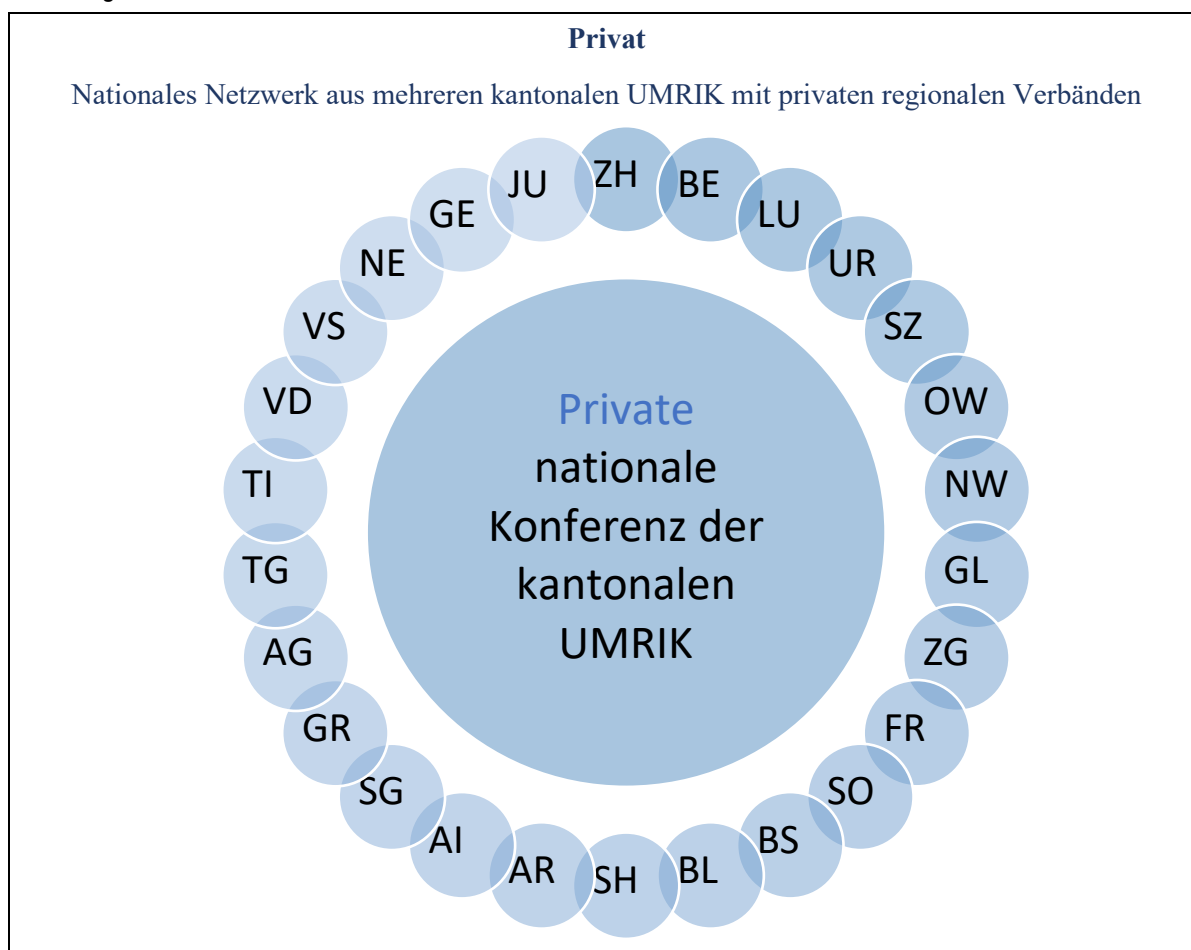 Privat
Nationales Netzwerk aus mehreren kantonalen UMRIK mit privaten regionalen Verbänden
ZH
BE
LU
UR
SZ
OW
NW
GL
ZG
FR
SO
BS
BL
SH
AR
AI
SG
GR
AG
TG
TI
VD
VS
NE
GE
JU
Private
nationale
Konferenz der
kantonalen
UMRIK